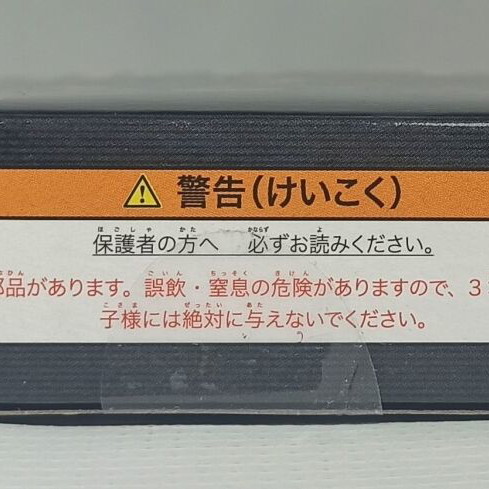 警告(けいこく)
保護者の方へ 必ずお読みください。
部品があります。誤飲・窒息の危険がありますので、3
子様には絶対に与えないでください。